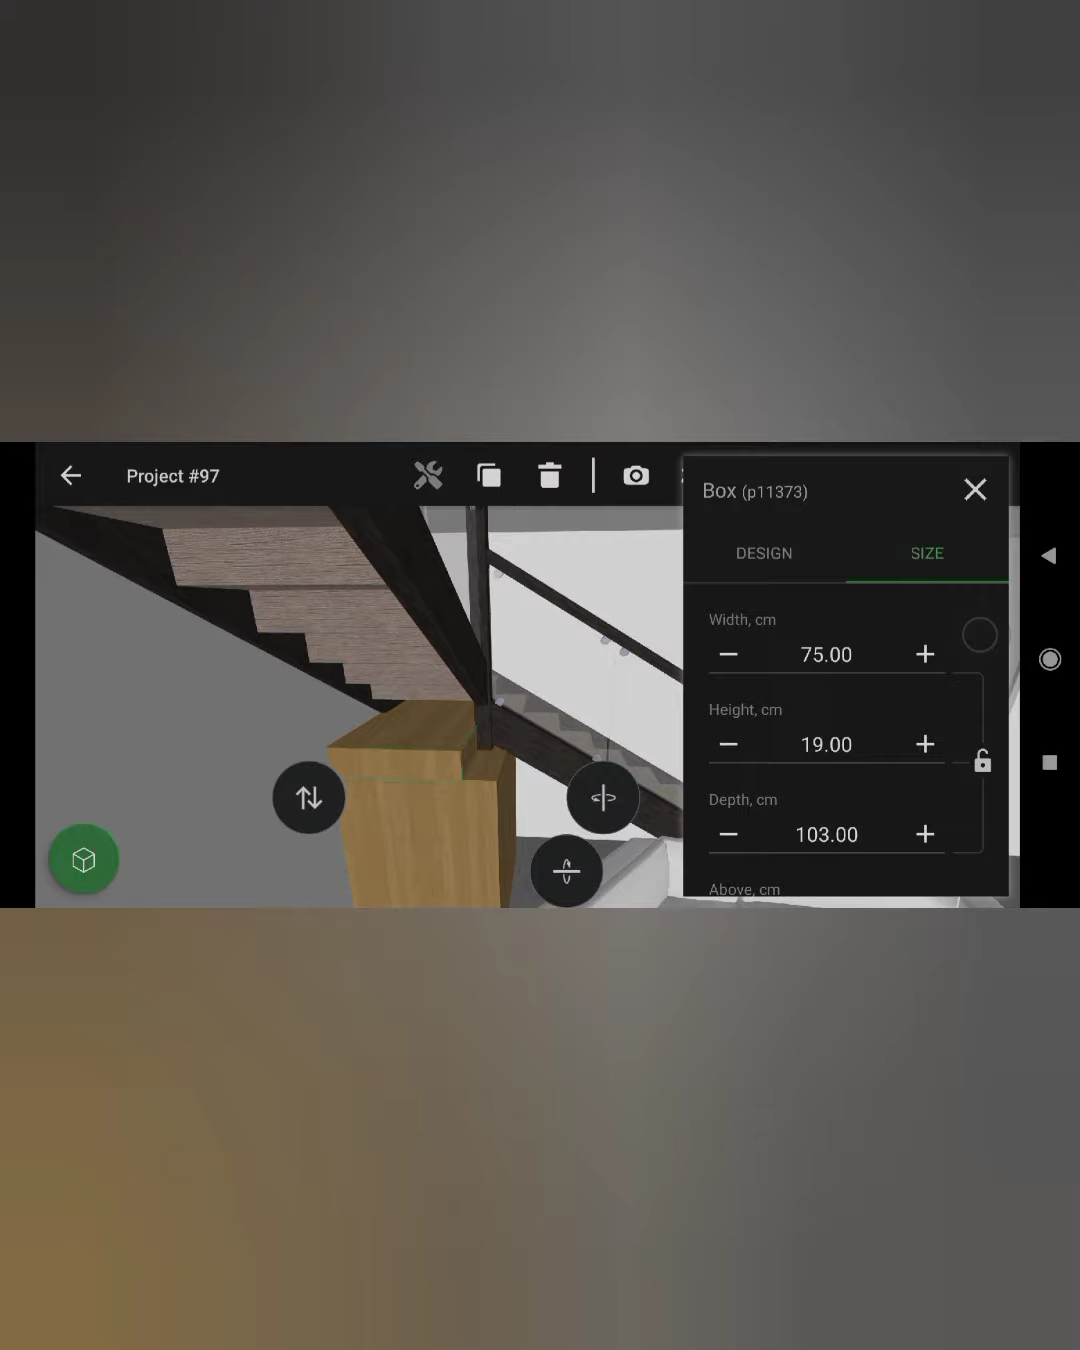 Project #97
Box (p11373)
DESIGN
SIZE
Width, cm
− 75.00 +
Height, cm
− 19.00 +
Depth, cm
− 103.00 +
Above, cm